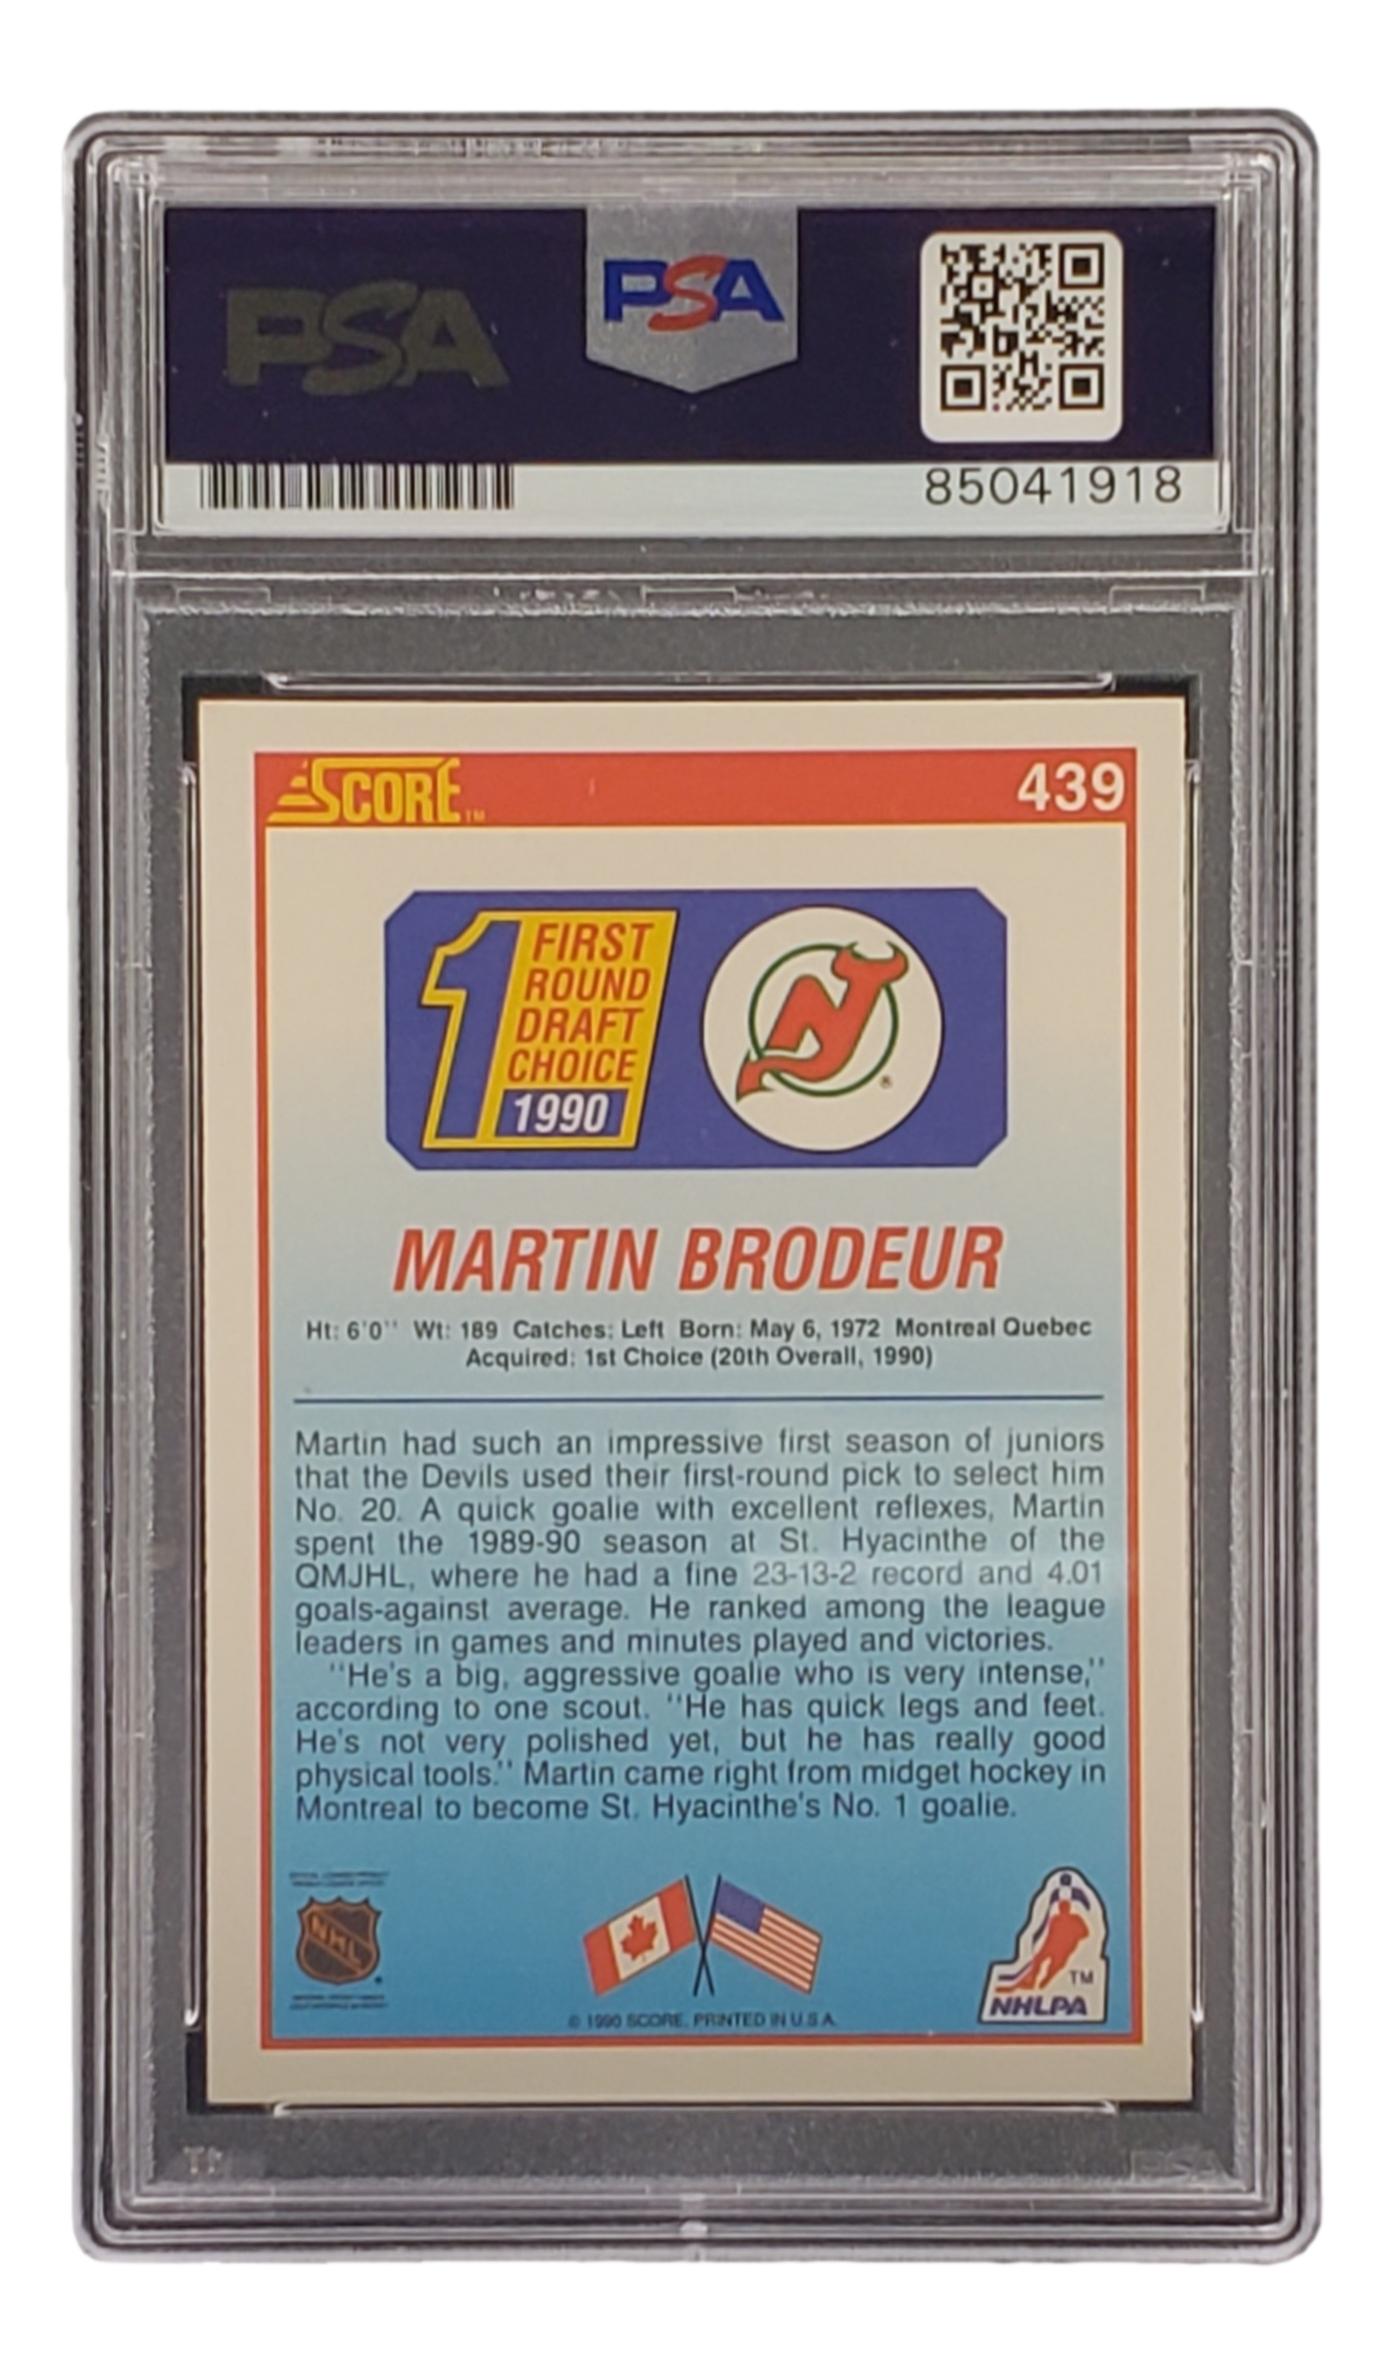 PSA
PSA
85041918
SCORE™
439
1 FIRST
ROUND
DRAFT
CHOICE
1990
NJ ®
MARTIN BRODEUR
Ht: 6'0" Wt: 189 Catches: Left Born: May 6, 1972 Montreal Quebec
Acquired: 1st Choice (20th Overall, 1990)
Martin had such an impressive first season of juniors
that the Devils used their first-round pick to select him
No. 20. A quick goalie with excellent reflexes, Martin
spent the 1989-90 season at St. Hyacinthe of the
QMJHL, where he had a fine 23-13-2 record and 4.01
goals-against average. He ranked among the league
leaders in games and minutes played and victories.
"He's a big, aggressive goalie who is very intense,"
according to one scout. "He has quick legs and feet.
He's not very polished yet, but he has really good
physical tools." Martin came right from midget hockey in
Montreal to become St. Hyacinthe's No. 1 goalie.
NHL
TM
NHLPA
© 1990 SCORE, PRINTED IN U.S.A.